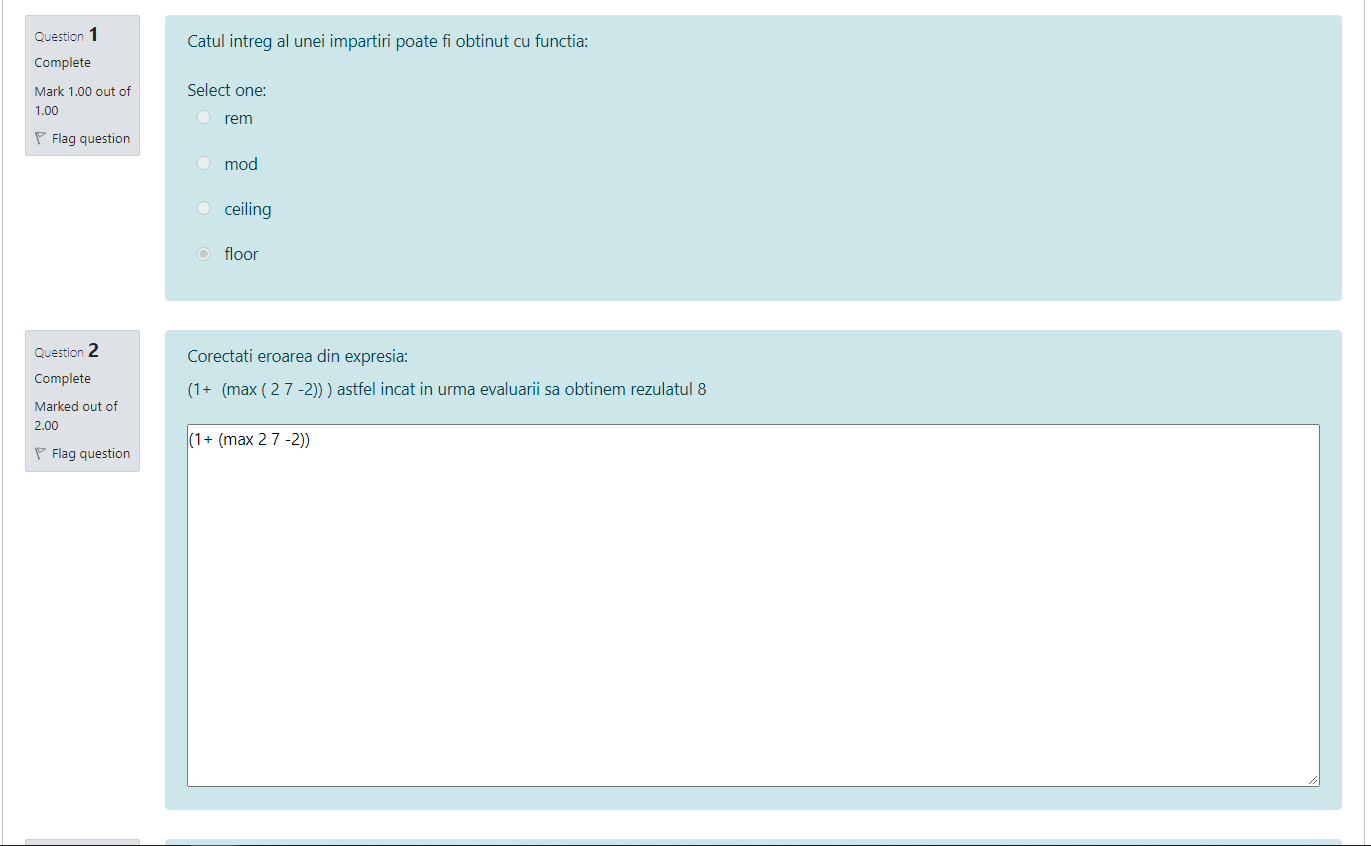 Question 1
Complete
Mark 1.00 out of
1.00
Flag question
Catul intreg al unei impartiri poate fi obtinut cu functia:
Select one:
rem
mod
ceiling
floor
Question 2
Complete
Marked out of
2.00
Flag question
Corectati eroarea din expresia:
(1+  (max ( 2 7 -2)) ) astfel incat in urma evaluarii sa obtinem rezulatul 8
(1+ (max 2 7 -2))